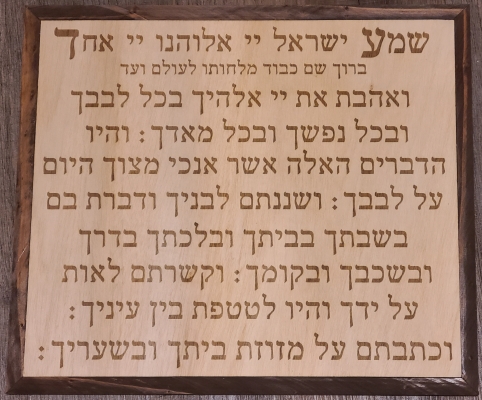 שמע ישראל יי אלוהנו יי אחד
ברוך שם כבוד מלחותו לעולם ועד
ואהבת את יי אלהיך בכל לבבך
ובכל נפשך ובכל מאדך: והיו
הדברים האלה אשר אנכי מצוך היום
על לבבך: ושננתם לבניך ודברת בם
בשבתך בביתך ובלכתך בדרך
ובשכבך ובקומך: וקשרתם לאות
על ידך והיו לטטפת בין עיניך:
וכתבתם על מזוזת ביתך ובשעריך: